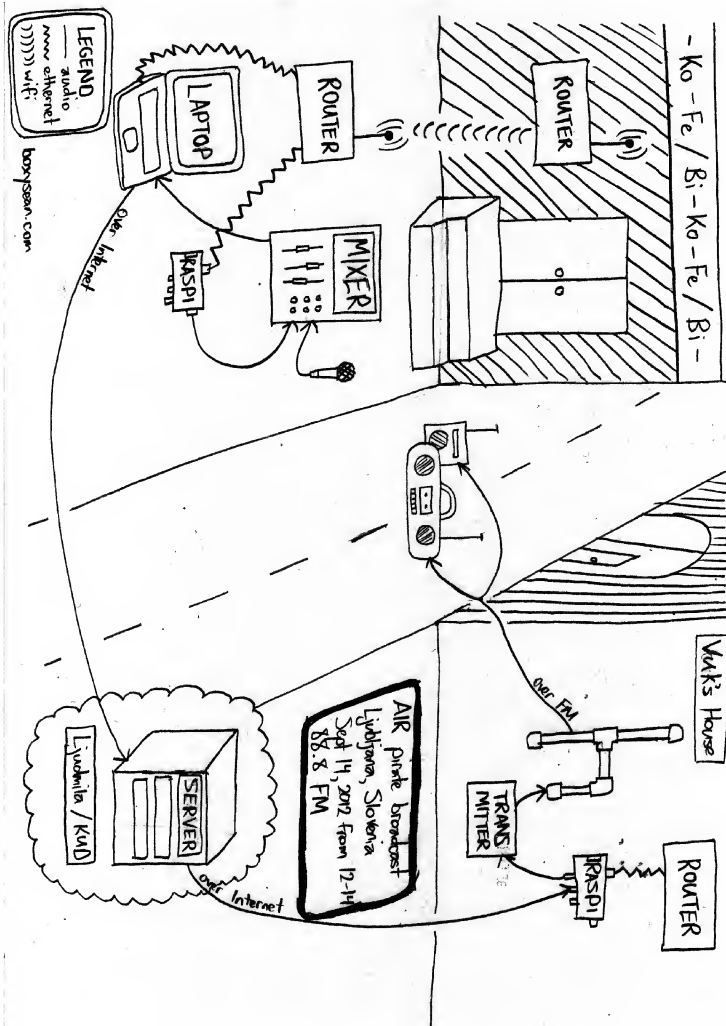 - Ko - Fe / Bi - Ko - Fe / Bi -
Vuk's House
ROUTER
ROUTER
ROUTER
LAPTOP
MIXER
RASPI
over Internet
over FM
TRANS
MITTER
RASPI
AIR pirate broadcast
Ljubljana, Slovenia
Sept 14, 2012 from 12-14
88.8 FM
SERVER
Ljudmila / KUD
over Internet
LEGEND
audio
ethernet
)))))) wifi
boxysean.com